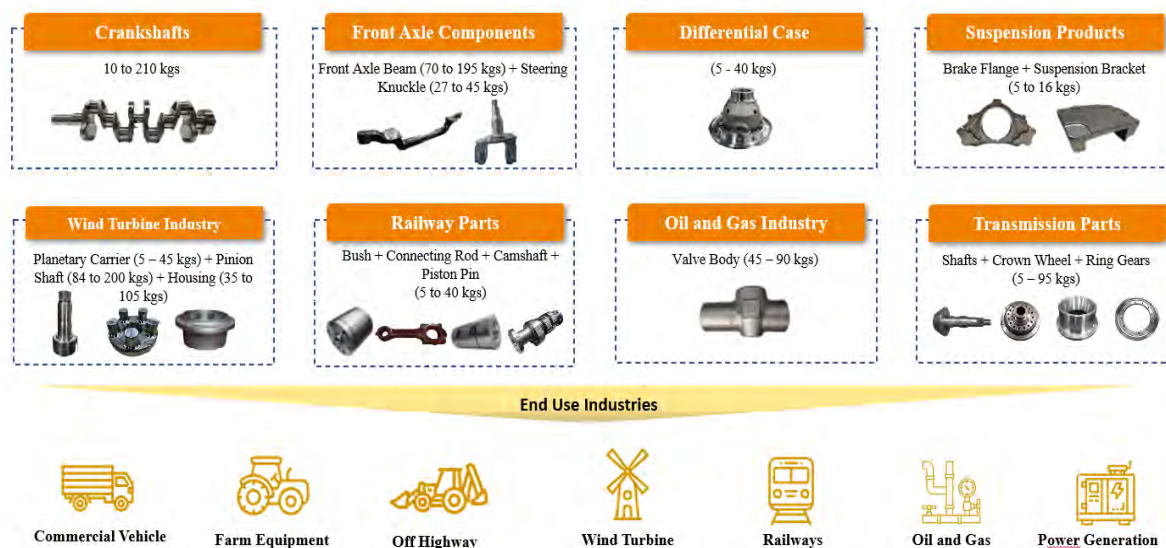 Crankshafts
10 to 210 kgs
Front Axle Components
Front Axle Beam (70 to 195 kgs) + Steering
Knuckle (27 to 45 kgs)
Differential Case
(5 - 40 kgs)
Suspension Products
Brake Flange + Suspension Bracket
(5 to 16 kgs)
Wind Turbine Industry
Planetary Carrier (5 – 45 kgs) + Pinion
Shaft (84 to 200 kgs) + Housing (35 to
105 kgs)
Railway Parts
Bush + Connecting Rod + Camshaft +
Piston Pin
(5 to 40 kgs)
Oil and Gas Industry
Valve Body (45 – 90 kgs)
Transmission Parts
Shafts + Crown Wheel + Ring Gears
(5 – 95 kgs)
End Use Industries
Commercial Vehicle
Farm Equipment
Off Highway
Wind Turbine
Railways
Oil and Gas
Power Generation